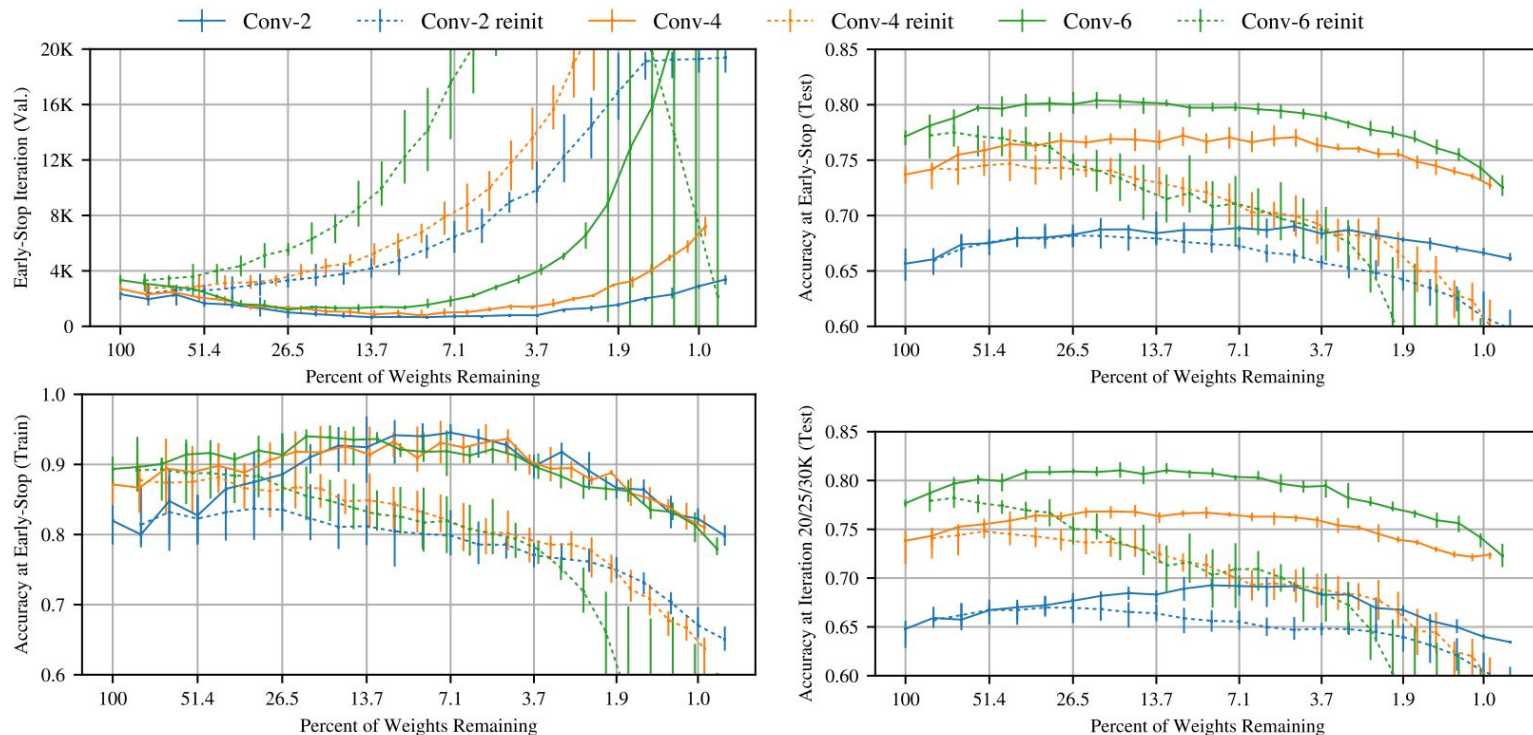 Conv-2 Conv-2 reinit Conv-4 Conv-4 reinit Conv-6 Conv-6 reinit
Early-Stop Iteration (Val.)
20K
16K
12K
8K
4K
0
100 51.4 26.5 13.7 7.1 3.7 1.9 1.0
Percent of Weights Remaining
Accuracy at Early-Stop (Test)
0.85
0.80
0.75
0.70
0.65
0.60
100 51.4 26.5 13.7 7.1 3.7 1.9 1.0
Percent of Weights Remaining
Accuracy at Early-Stop (Train)
1.0
0.9
0.8
0.7
0.6
100 51.4 26.5 13.7 7.1 3.7 1.9 1.0
Percent of Weights Remaining
Accuracy at Iteration 20/25/30K (Test)
0.85
0.80
0.75
0.70
0.65
0.60
100 51.4 26.5 13.7 7.1 3.7 1.9 1.0
Percent of Weights Remaining